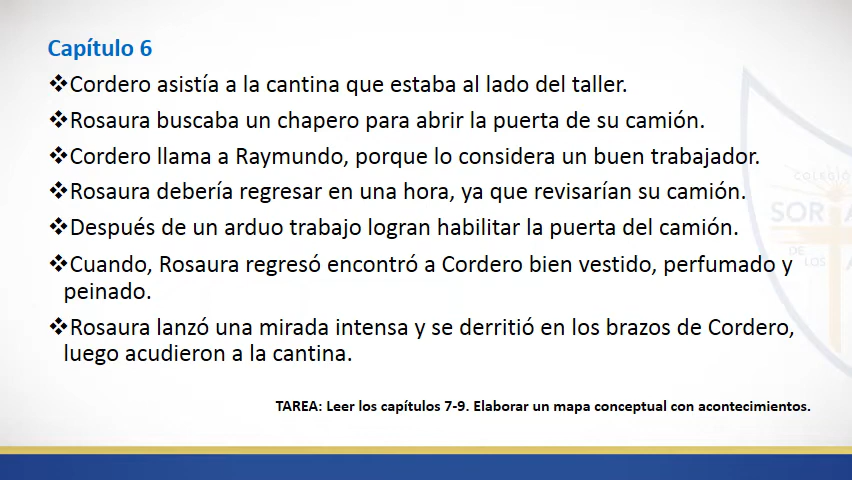 Capítulo 6
❖Cordero asistía a la cantina que estaba al lado del taller.
❖Rosaura buscaba un chapero para abrir la puerta de su camión.
❖Cordero llama a Raymundo, porque lo considera un buen trabajador.
❖Rosaura debería regresar en una hora, ya que revisarían su camión.
❖Después de un arduo trabajo logran habilitar la puerta del camión.
❖Cuando, Rosaura regresó encontró a Cordero bien vestido, perfumado y
peinado.
❖Rosaura lanzó una mirada intensa y se derritió en los brazos de Cordero,
luego acudieron a la cantina.
TAREA: Leer los capítulos 7-9. Elaborar un mapa conceptual con acontecimientos.
COLEGIO
SOR
DE
LOS